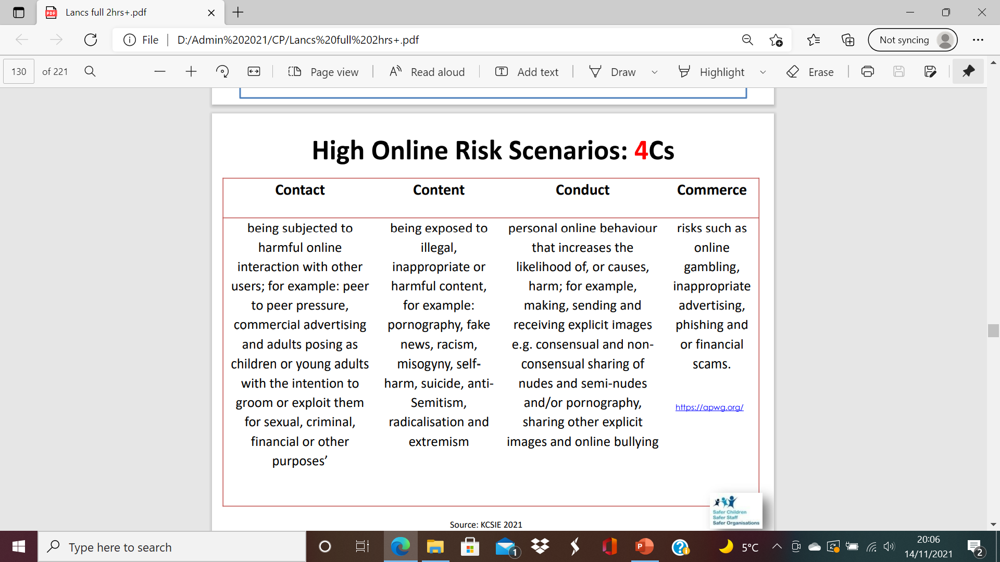 Lancs full 2hrs+.pdf
File
D:/Admin%202021/CP/Lancs%20full%202hrs+.pdf
Not syncing
130
of 221
Page view
Read aloud
Add text
Draw
Highlight
Erase
High Online Risk Scenarios: 4Cs
Contact
being subjected to
harmful online
interaction with other
users; for example: peer
to peer pressure,
commercial advertising
and adults posing as
children or young adults
with the intention to
groom or exploit them
for sexual, criminal,
financial or other
purposes’
Content
being exposed to
illegal,
inappropriate or
harmful content,
for example:
pornography, fake
news, racism,
misogyny, self-
harm, suicide, anti-
Semitism,
radicalisation and
extremism
Conduct
personal online behaviour
that increases the
likelihood of, or causes,
harm; for example,
making, sending and
receiving explicit images
e.g. consensual and non-
consensual sharing of
nudes and semi-nudes
and/or pornography,
sharing other explicit
images and online bullying
Commerce
risks such as
online
gambling,
inappropriate
advertising,
phishing and
or financial
scams.
https://apwg.org/
Safer Children
Safer Staff
Safer Organisations
Source: KCSIE 2021
Type here to search
1
5°C
20:06
14/11/2021
2